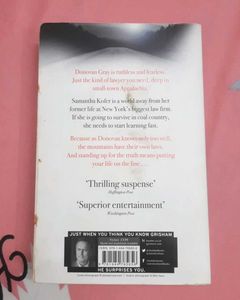 Donovan Gray is ruthless and fearless.
Just the kind of lawyer you need, deep in
small-town Appalachia.
Samantha Kofer is a world away from her
former life at New York's biggest law firm.
If she is going to survive in coal country,
she needs to start learning fast.
Because as Donovan knows only too well,
the mountains have their own laws.
And standing up for the truth means putting
your life on the line . . .
'Thrilling suspense'
Huffington Post
'Superior entertainment'
Washington Post
JUST WHEN YOU THINK YOU KNOW GRISHAM
HE SURPRISES YOU.